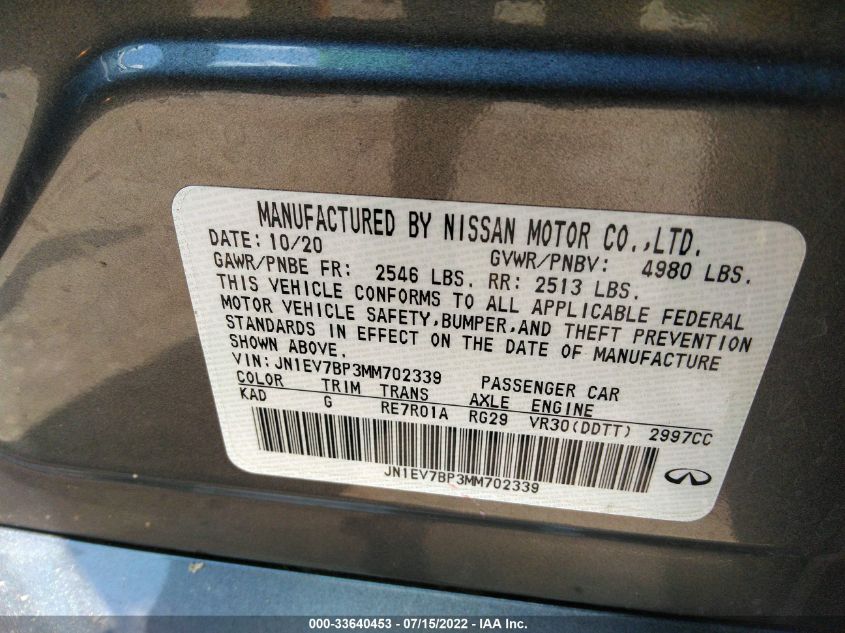 MANUFACTURED BY NISSAN MOTOR CO.,LTD.
DATE: 10/20 GVWR/PNBV: 4980 LBS.
GAWR/PNBE FR: 2546 LBS. RR: 2513 LBS.
THIS VEHICLE CONFORMS TO ALL APPLICABLE FEDERAL
MOTOR VEHICLE SAFETY,BUMPER,AND THEFT PREVENTION
STANDARDS IN EFFECT ON THE DATE OF MANUFACTURE
SHOWN ABOVE.
VIN: JN1EV7BP3MM702339 PASSENGER CAR
COLOR TRIM TRANS AXLE ENGINE
KAD G RE7R01A RG29 VR30(DDTT) 2997CC
JN1EV7BP3MM702339
000-33640453 - 07/15/2022 - IAA Inc.